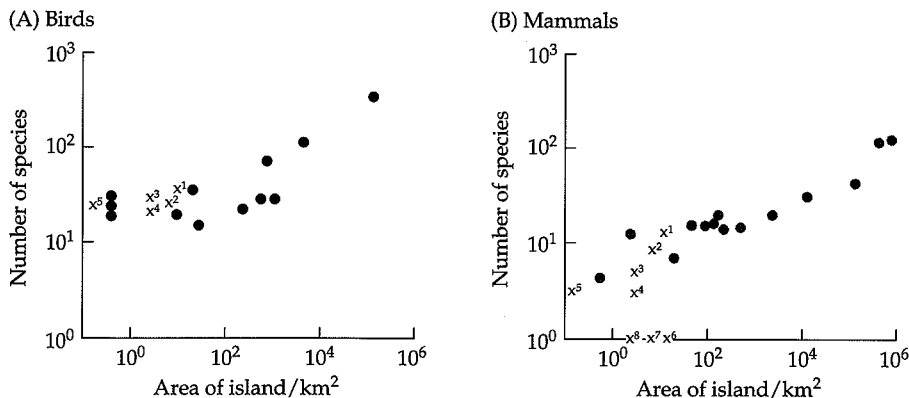 (A) Birds
Number of species
10³
10²
10¹
10⁰
x⁵
x³
x⁴
x²
x¹
10⁰
10²
10⁴
10⁶
Area of island/km²
(B) Mammals
Number of species
10³
10²
10¹
10⁰
x⁵
x¹
x²
x³
x⁴
x⁸-x⁷x⁶
10⁰
10²
10⁴
10⁶
Area of island/km²